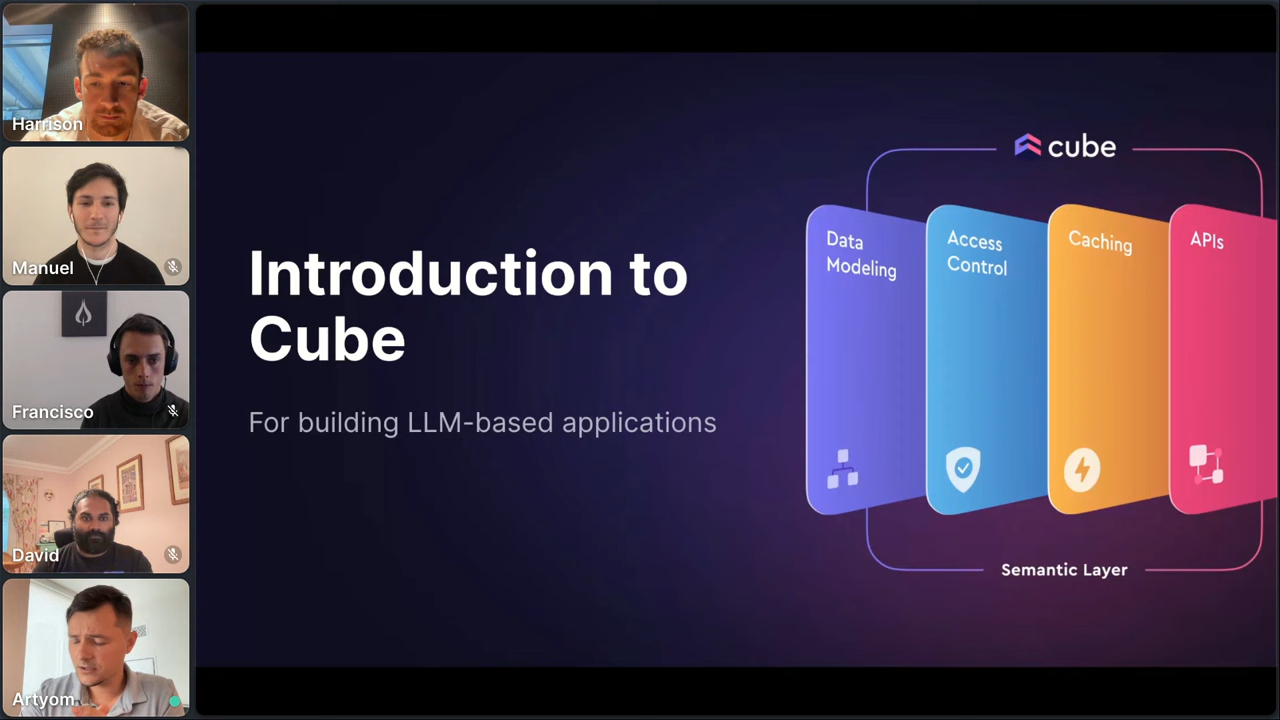 Harrison
Manuel
Francisco
David
Artyom
Introduction to
Cube
For building LLM-based applications
cube
Data
Modeling
Access
Control
Caching
APIs
Semantic Layer